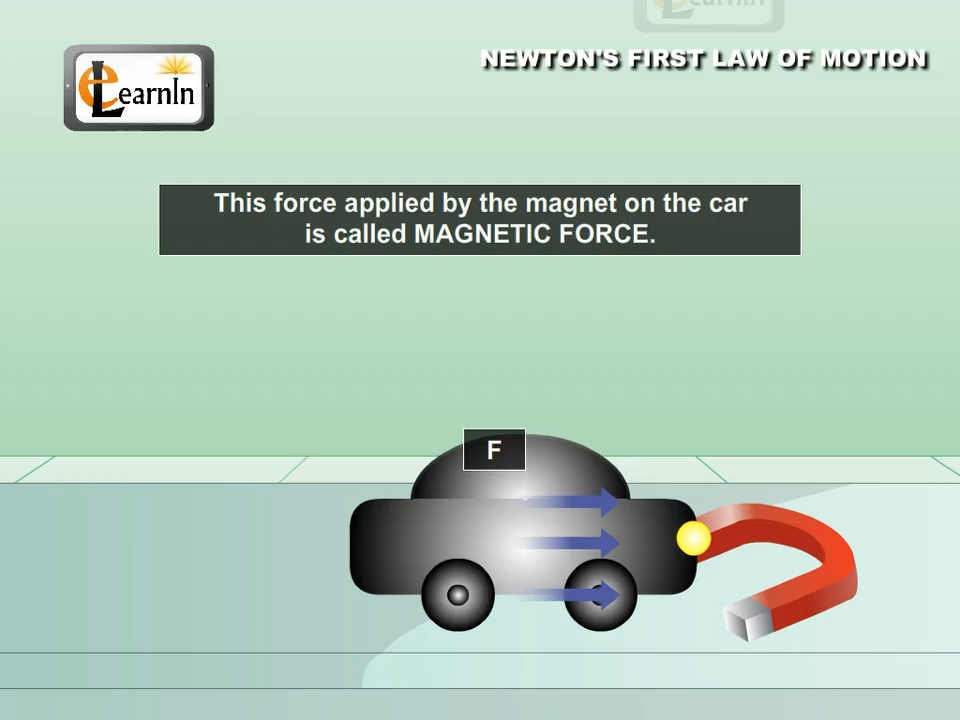 LearnIn
NEWTON'S FIRST LAW OF MOTION
eLearnIn
This force applied by the magnet on the car
is called MAGNETIC FORCE.
F